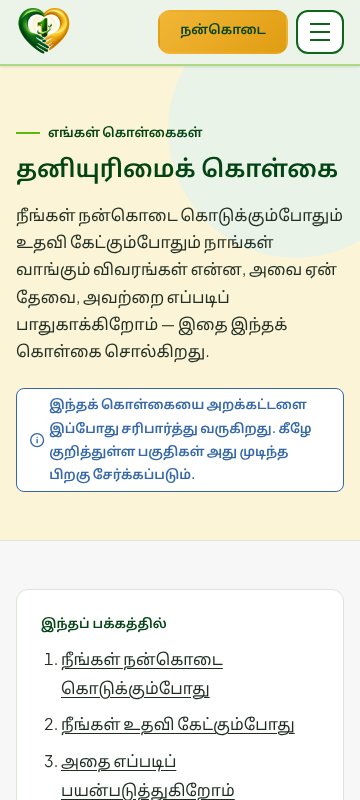 நன்கொடை
எங்கள் கொள்கைகள்
தனியுரிமைக் கொள்கை
நீங்கள் நன்கொடை கொடுக்கும்போதும்
உதவி கேட்கும்போதும் நாங்கள்
வாங்கும் விவரங்கள் என்ன, அவை ஏன்
தேவை, அவற்றை எப்படிப்
பாதுகாக்கிறோம் — இதை இந்தக்
கொள்கை சொல்கிறது.
இந்தக் கொள்கையை அறக்கட்டளை
இப்போது சரிபார்த்து வருகிறது. கீழே
குறித்துள்ள பகுதிகள் அது முடிந்த
பிறகு சேர்க்கப்படும்.
இந்தப் பக்கத்தில்
1. நீங்கள் நன்கொடை
கொடுக்கும்போது
2. நீங்கள் உதவி கேட்கும்போது
3. அதை எப்படிப்
பயன்படுத்துகிறோம்